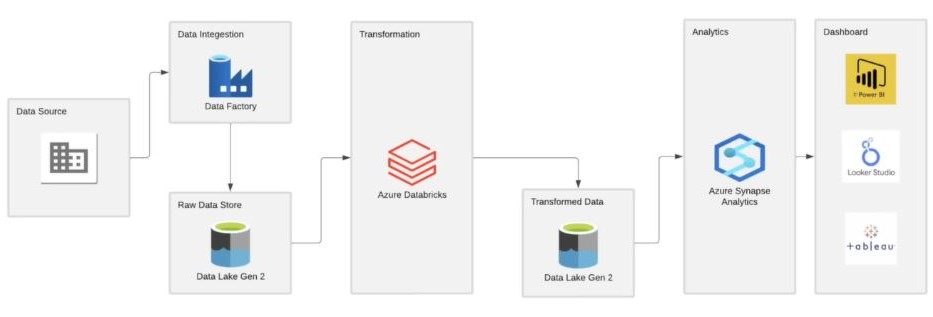 Data Source
Data Integestion
Data Factory
Raw Data Store
Data Lake Gen 2
Transformation
Azure Databricks
Transformed Data
Data Lake Gen 2
Analytics
Azure Synapse
Analytics
Dashboard
Power BI
Looker Studio
+ableau